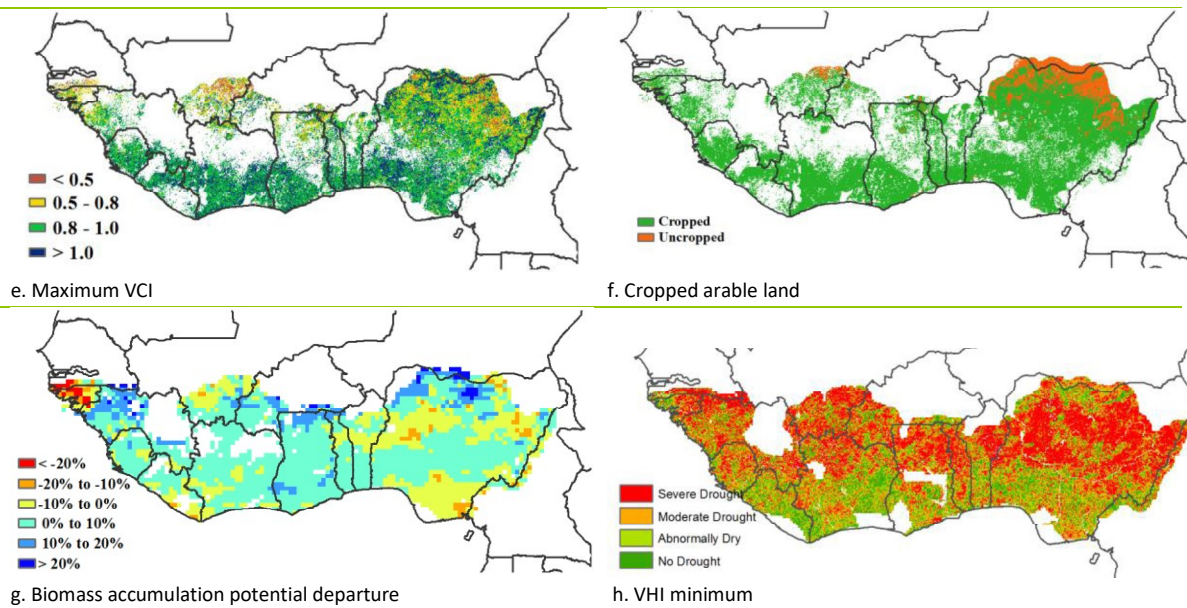 < 0.5
0.5 - 0.8
0.8 - 1.0
> 1.0
e. Maximum VCI
Cropped
Uncropped
f. Cropped arable land
< -20%
-20% to -10%
-10% to 0%
0% to 10%
10% to 20%
> 20%
g. Biomass accumulation potential departure
Severe Drought
Moderate Drought
Abnormally Dry
No Drought
h. VHI minimum